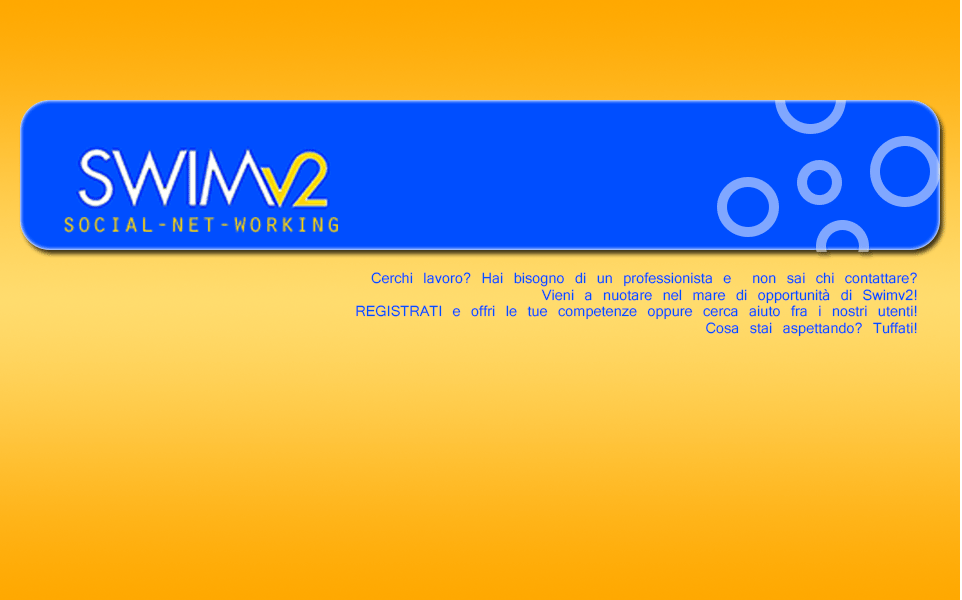 SWIMv2
SOCIAL-NET-WORKING
Cerchi lavoro? Hai bisogno di un professionista e non sai chi contattare?
Vieni a nuotare nel mare di opportunità di Swimv2!
REGISTRATI e offri le tue competenze oppure cerca aiuto fra i nostri utenti!
Cosa stai aspettando? Tuffati!